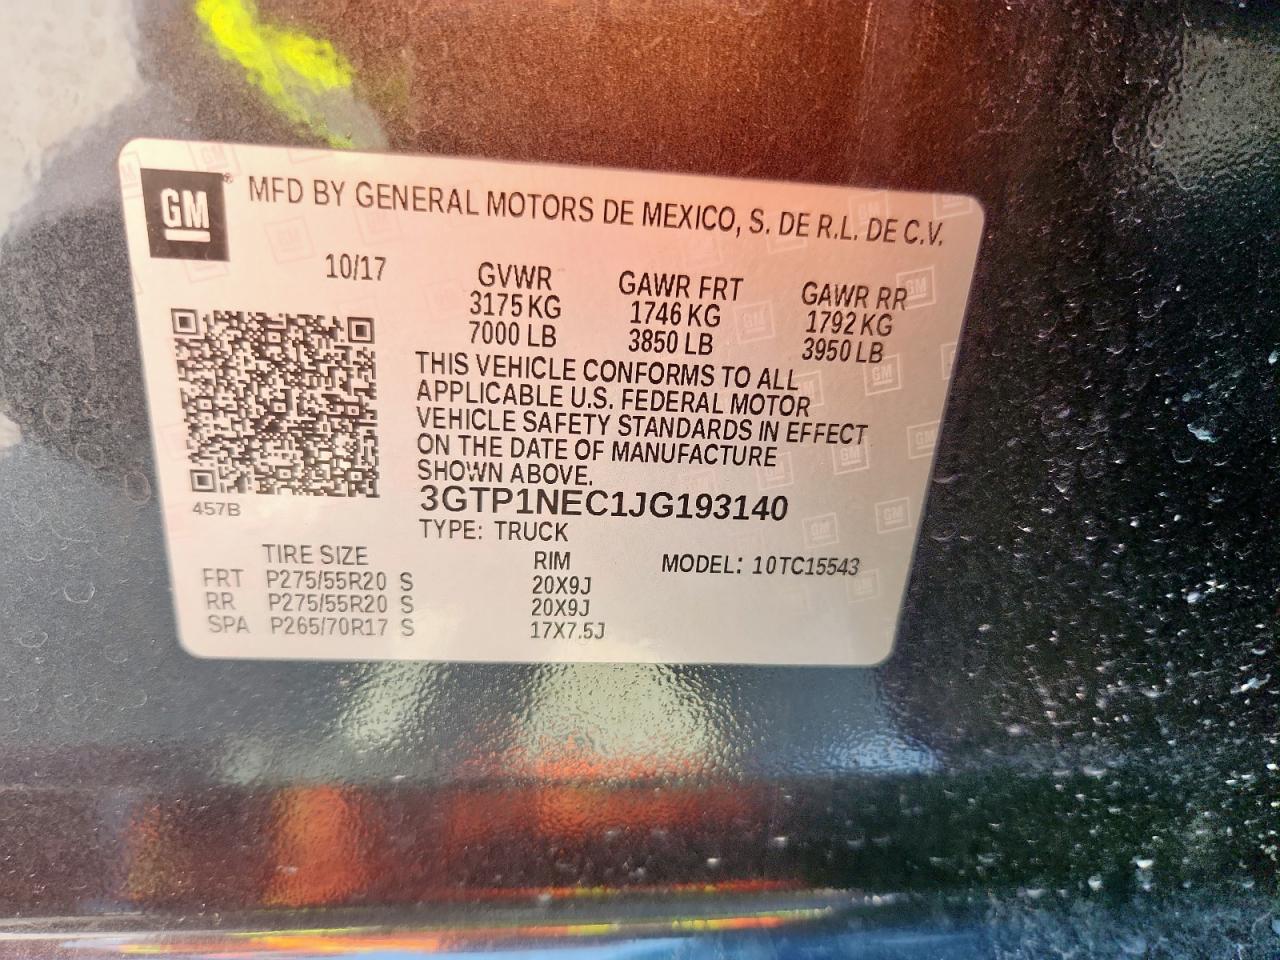 GM® MFD BY GENERAL MOTORS DE MEXICO, S. DE R.L. DE C.V.
10/17 GVWR GAWR FRT GAWR RR
3175 KG 1746 KG 1792 KG
7000 LB 3850 LB 3950 LB
THIS VEHICLE CONFORMS TO ALL
APPLICABLE U.S. FEDERAL MOTOR
VEHICLE SAFETY STANDARDS IN EFFECT
ON THE DATE OF MANUFACTURE
SHOWN ABOVE.
457B
3GTP1NEC1JG193140
TYPE: TRUCK
TIRE SIZE RIM MODEL: 10TC15543
FRT P275/55R20 S 20X9J
RR P275/55R20 S 20X9J
SPA P265/70R17 S 17X7.5J